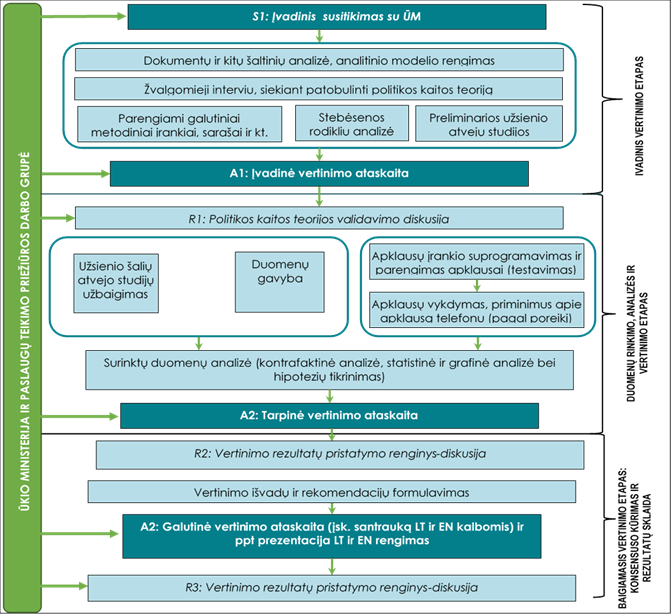 ŪKIO MINISTERIJA IR PASLAUGŲ TEIKIMO PRIEŽIŪROS DARBO GRUPĖ
S1: Įvadinis susitikimas su ŪM
Dokumentų ir kitų šaltinių analizė, analitinio modelio rengimas
Žvalgomieji interviu, siekiant patobulinti politikos kaitos teoriją
Parengiami galutiniai
metodiniai įrankiai, sąrašai ir kt.
Stebėsenos
rodiklių analizė
Preliminarios užsienio
atvejų studijos
A1: Įvadinė vertinimo ataskaita
IVADINIS VERTINIMO ETAPAS
R1: Politikos kaitos teorijos validavimo diskusija
Užsienio šalių
atvejo studijų
užbaigimas
Duomenų
gavyba
Apklausų įrankio suprogramavimas ir
parengimas apklausai (testavimas)
Apklausų vykdymas, priminimus apie
apklausą telefonu (pagal poreikį)
Surinktų duomenų analizė (kontrafaktinė analizė, statistinė ir grafinė analizė bei
hipotezių tikrinimas)
A2: Tarpinė vertinimo ataskaita
DUOMENŲ RINKIMO, ANALIZĖS IR
VERTINIMO ETAPAS
R2: Vertinimo rezultatų pristatymo renginys-diskusija
Vertinimo išvadų ir rekomendacijų formulavimas
A2: Galutinė vertinimo ataskaita (įsk. santrauką LT ir EN kalbomis) ir
ppt prezentacija LT ir EN rengimas
R3: Vertinimo rezultatų pristatymo renginys-diskusija
BAIGIAMASIS VERTINIMO ETAPAS:
KONSENSUSO KŪRIMAS IR
REZULTATŲ SKLAIDA